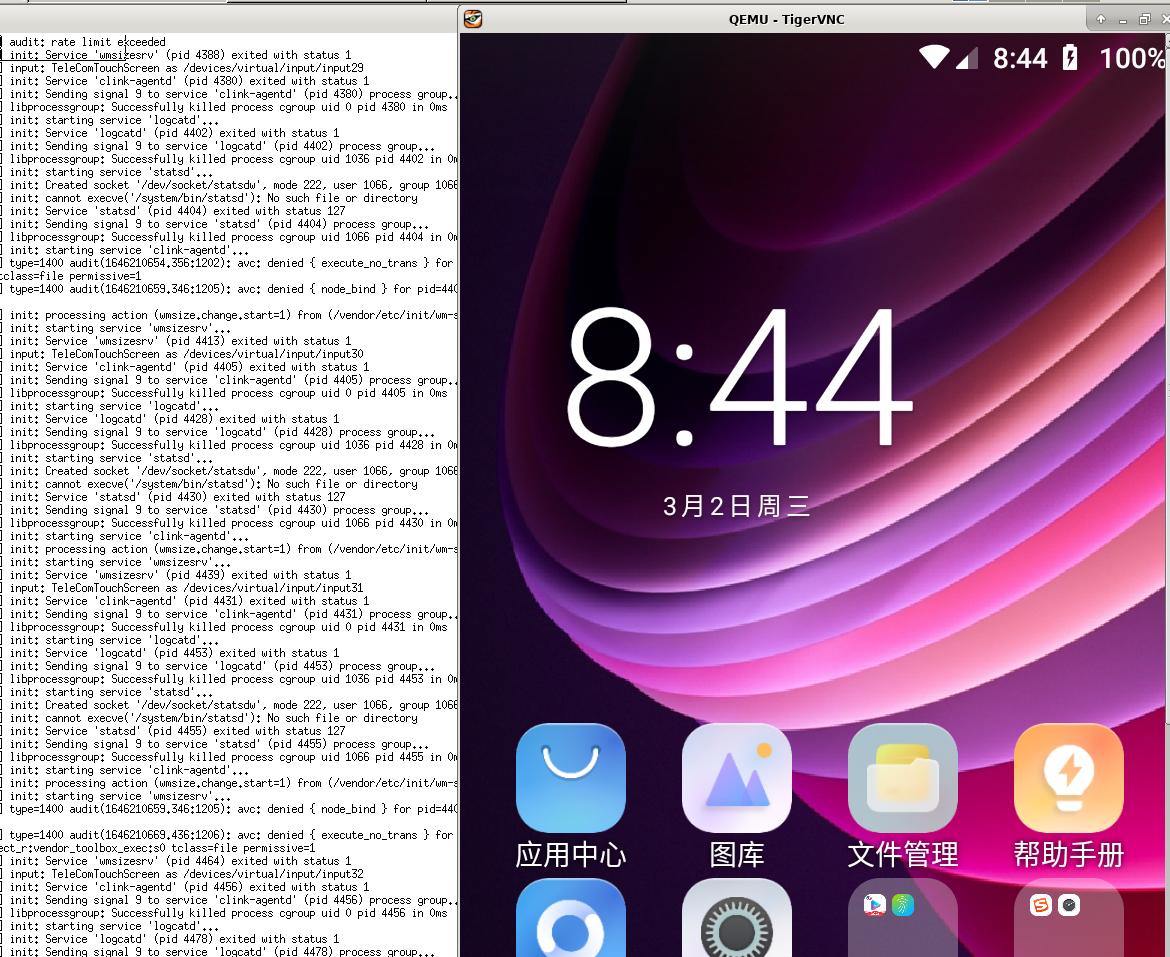 ] audit: rate limit exceeded
] init: Service 'wmsizesrv' (pid 4388) exited with status 1
] input: TeleComTouchScreen as /devices/virtual/input/input29
] init: Service 'clink-agentd' (pid 4380) exited with status 1
] init: Sending signal 9 to service 'clink-agentd' (pid 4380) process group..
] libprocessgroup: Successfully killed process cgroup uid 0 pid 4380 in 0ms
] init: starting service 'logcatd'...
] init: Service 'logcatd' (pid 4402) exited with status 1
] init: Sending signal 9 to service 'logcatd' (pid 4402) process group...
] libprocessgroup: Successfully killed process cgroup uid 1036 pid 4402 in 0m
] init: starting service 'statsd'...
] init: Created socket '/dev/socket/statsdw', mode 222, user 1066, group 1066
] init: cannot execve('/system/bin/statsd'): No such file or directory
] init: Service 'statsd' (pid 4404) exited with status 127
] init: Sending signal 9 to service 'statsd' (pid 4404) process group...
] libprocessgroup: Successfully killed process cgroup uid 1066 pid 4404 in 0m
] init: starting service 'clink-agentd'...
] type=1400 audit(1646210654.356:1202): avc: denied { execute_no_trans } for
tclass=file permissive=1
] type=1400 audit(1646210659.346:1205): avc: denied { node_bind } for pid=440
] init: processing action (wmsize.change.start=1) from (/vendor/etc/init/wm-s
] init: starting service 'wmsizesrv'...
] init: Service 'wmsizesrv' (pid 4413) exited with status 1
] input: TeleComTouchScreen as /devices/virtual/input/input30
] init: Service 'clink-agentd' (pid 4405) exited with status 1
] init: Sending signal 9 to service 'clink-agentd' (pid 4405) process group..
] libprocessgroup: Successfully killed process cgroup uid 0 pid 4405 in 0ms
] init: starting service 'logcatd'...
] init: Service 'logcatd' (pid 4428) exited with status 1
] init: Sending signal 9 to service 'logcatd' (pid 4428) process group...
] libprocessgroup: Successfully killed process cgroup uid 1036 pid 4428 in 0m
] init: starting service 'statsd'...
] init: Created socket '/dev/socket/statsdw', mode 222, user 1066, group 1066
] init: cannot execve('/system/bin/statsd'): No such file or directory
] init: Service 'statsd' (pid 4430) exited with status 127
] init: Sending signal 9 to service 'statsd' (pid 4430) process group...
] libprocessgroup: Successfully killed process cgroup uid 1066 pid 4430 in 0m
] init: starting service 'clink-agentd'...
] init: processing action (wmsize.change.start=1) from (/vendor/etc/init/wm-s
] init: starting service 'wmsizesrv'...
] init: Service 'wmsizesrv' (pid 4439) exited with status 1
] input: TeleComTouchScreen as /devices/virtual/input/input31
] init: Service 'clink-agentd' (pid 4431) exited with status 1
] init: Sending signal 9 to service 'clink-agentd' (pid 4431) process group..
] libprocessgroup: Successfully killed process cgroup uid 0 pid 4431 in 0ms
] init: starting service 'logcatd'...
] init: Service 'logcatd' (pid 4453) exited with status 1
] init: Sending signal 9 to service 'logcatd' (pid 4453) process group...
] libprocessgroup: Successfully killed process cgroup uid 1036 pid 4453 in 0m
] init: starting service 'statsd'...
] init: Created socket '/dev/socket/statsdw', mode 222, user 1066, group 1066
] init: cannot execve('/system/bin/statsd'): No such file or directory
] init: Service 'statsd' (pid 4455) exited with status 127
] init: Sending signal 9 to service 'statsd' (pid 4455) process group...
] libprocessgroup: Successfully killed process cgroup uid 1066 pid 4455 in 0m
] init: starting service 'clink-agentd'...
] init: processing action (wmsize.change.start=1) from (/vendor/etc/init/wm-s
] init: starting service 'wmsizesrv'...
] type=1400 audit(1646210659.346:1205): avc: denied { node_bind } for pid=440
] type=1400 audit(1646210669.436:1206): avc: denied { execute_no_trans } for
ect_r:vendor_toolbox_exec:s0 tclass=file permissive=1
] init: Service 'wmsizesrv' (pid 4464) exited with status 1
] input: TeleComTouchScreen as /devices/virtual/input/input32
] init: Service 'clink-agentd' (pid 4456) exited with status 1
] init: Sending signal 9 to service 'clink-agentd' (pid 4456) process group..
] libprocessgroup: Successfully killed process cgroup uid 0 pid 4456 in 0ms
] init: starting service 'logcatd'...
] init: Service 'logcatd' (pid 4478) exited with status 1
] init: Sending signal 9 to service 'logcatd' (pid 4478) process group...
QEMU - TigerVNC
8:44 100%
8:44
3月2日周三
应用中心 图库 文件管理 帮助手册